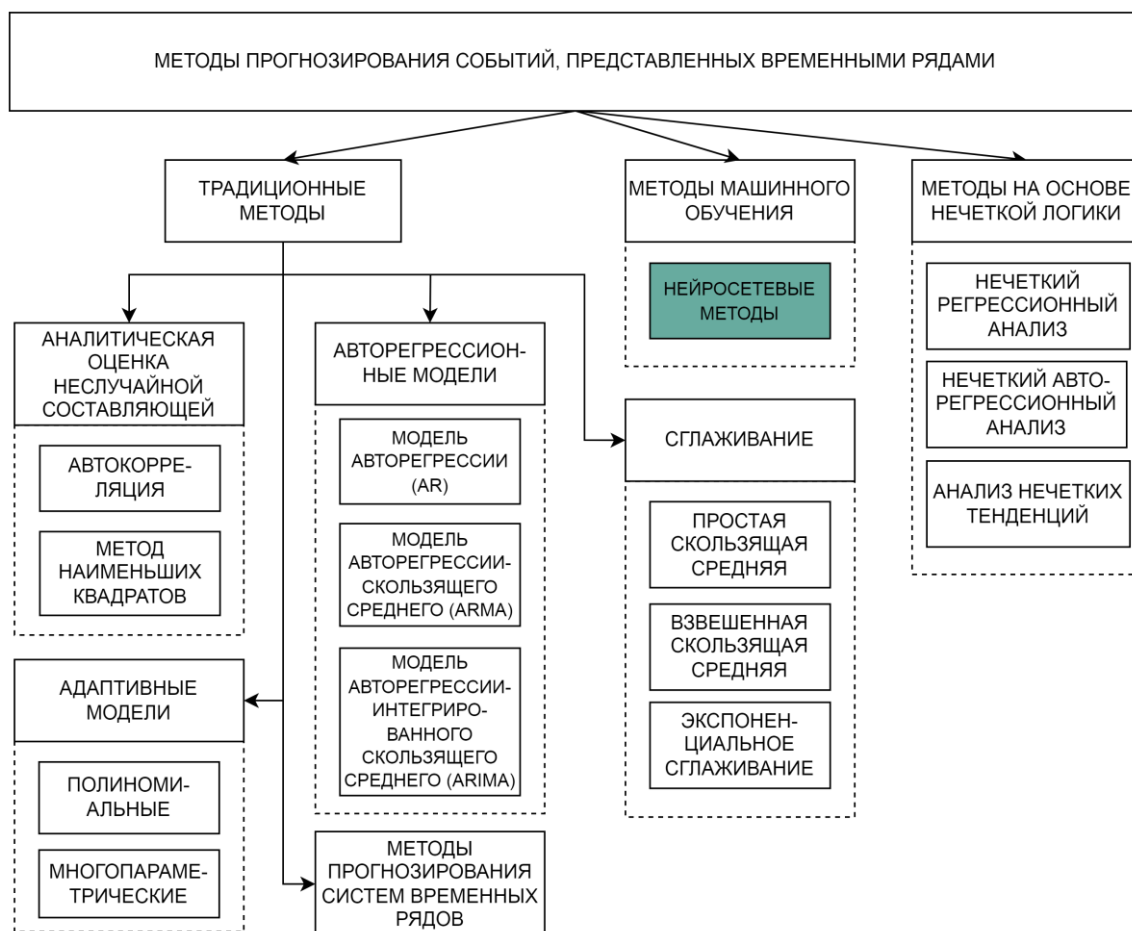 МЕТОДЫ ПРОГНОЗИРОВАНИЯ СОБЫТИЙ, ПРЕДСТАВЛЕННЫХ ВРЕМЕННЫМИ РЯДАМИ
ТРАДИЦИОННЫЕ
МЕТОДЫ
МЕТОДЫ МАШИННОГО
ОБУЧЕНИЯ
МЕТОДЫ НА ОСНОВЕ
НЕЧЕТКОЙ ЛОГИКИ
НЕЙРОСЕТЕВЫЕ
МЕТОДЫ
НЕЧЕТКИЙ
РЕГРЕССИОННЫЙ
АНАЛИЗ
НЕЧЕТКИЙ АВТО-
РЕГРЕССИОННЫЙ
АНАЛИЗ
АНАЛИЗ НЕЧЕТКИХ
ТЕНДЕНЦИЙ
АНАЛИТИЧЕСКАЯ
ОЦЕНКА
НЕСЛУЧАЙНОЙ
СОСТАВЛЯЮЩЕЙ
АВТОКОРРЕ-
ЛЯЦИЯ
МЕТОД
НАИМЕНЬШИХ
КВАДРАТОВ
АВТОРЕГРЕССИОН-
НЫЕ МОДЕЛИ
МОДЕЛЬ
АВТОРЕГРЕССИИ
(AR)
МОДЕЛЬ
АВТОРЕГРЕССИИ-
СКОЛЬЗЯЩЕГО
СРЕДНЕГО (ARMA)
МОДЕЛЬ
АВТОРЕГРЕССИИ-
ИНТЕГРИРО-
ВАННОГО
СКОЛЬЗЯЩЕГО
СРЕДНЕГО (ARIMA)
СГЛАЖИВАНИЕ
ПРОСТАЯ
СКОЛЬЗЯЩАЯ
СРЕДНЯЯ
ВЗВЕШЕННАЯ
СКОЛЬЗЯЩАЯ
СРЕДНЯЯ
ЭКСПОНЕН-
ЦИАЛЬНОЕ
СГЛАЖИВАНИЕ
АДАПТИВНЫЕ
МОДЕЛИ
ПОЛИНОМИ-
АЛЬНЫЕ
МНОГОПАРАМЕ-
ТРИЧЕСКИЕ
МЕТОДЫ
ПРОГНОЗИРОВАНИЯ
СИСТЕМ ВРЕМЕННЫХ
РЯДОВ